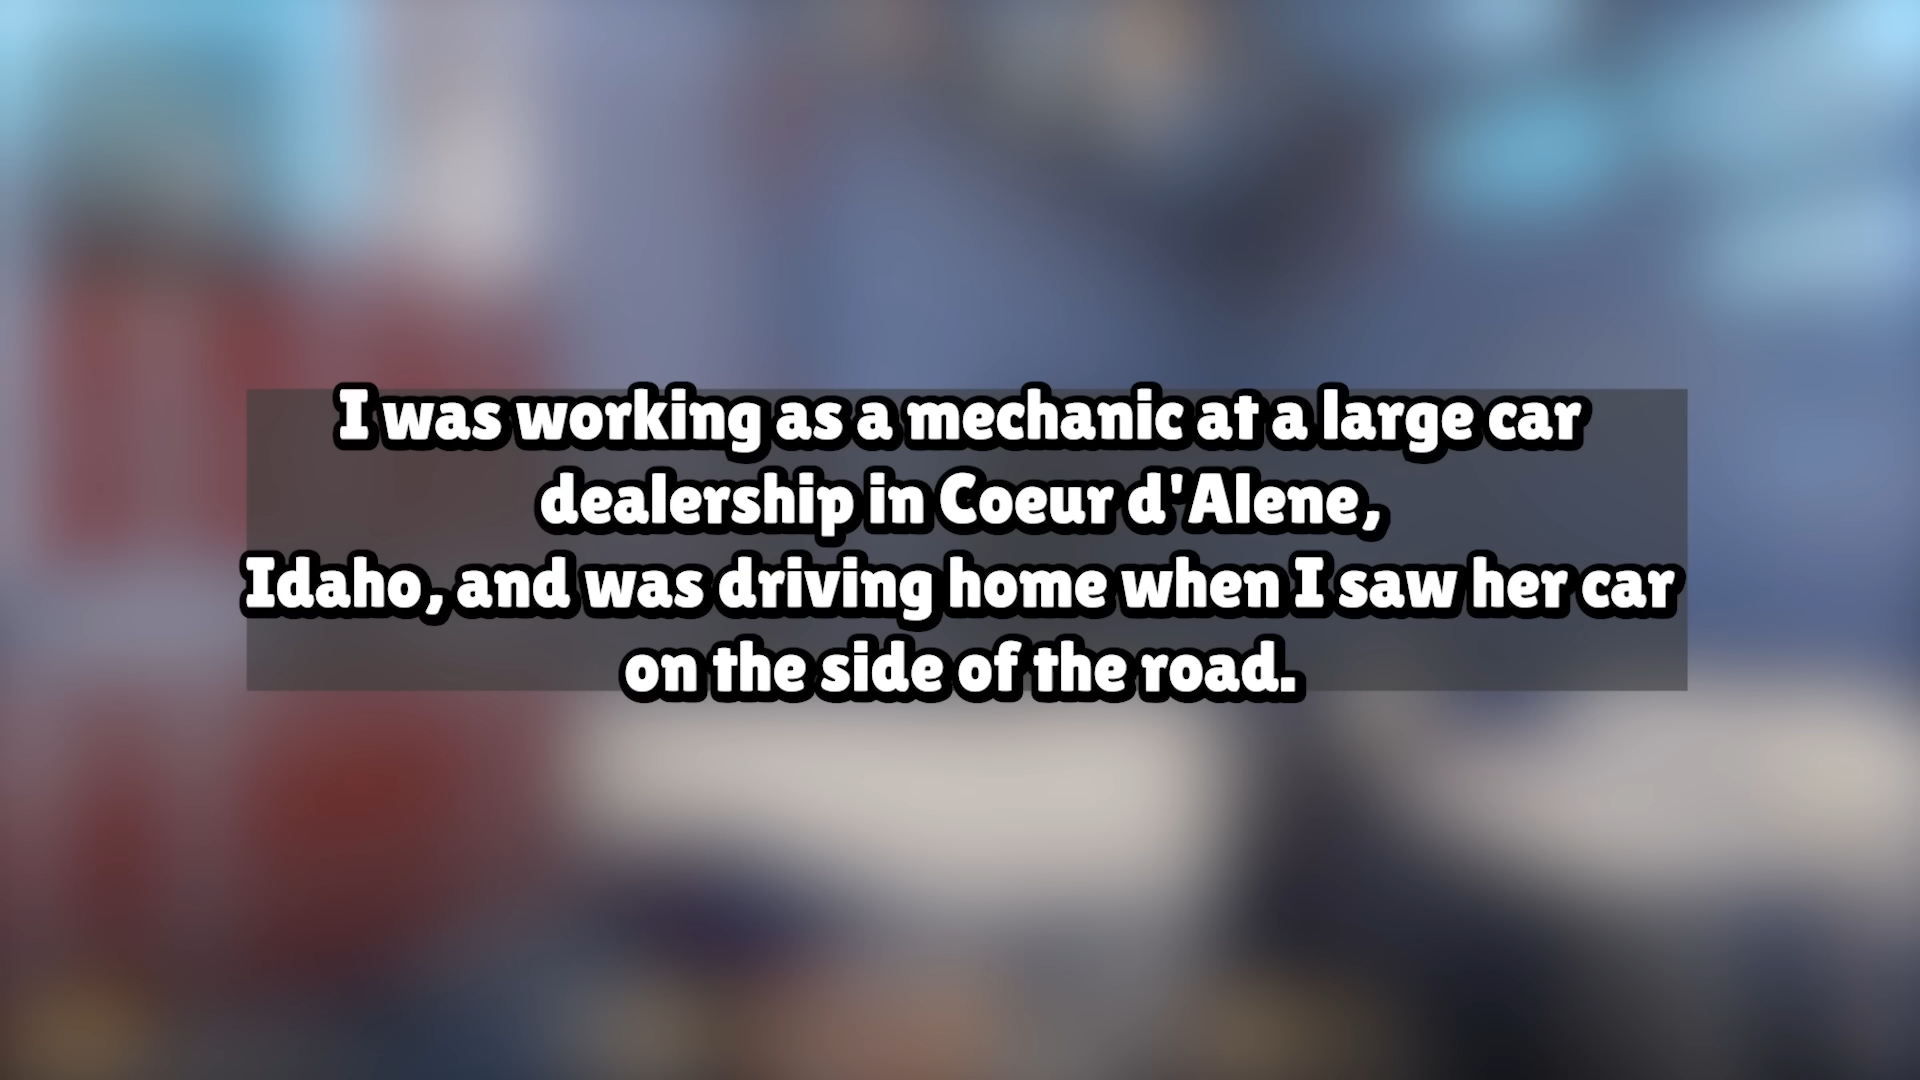 I was working as a mechanic at a large car
dealership in Coeur d'Alene,
Idaho, and was driving home when I saw her car
on the side of the road.